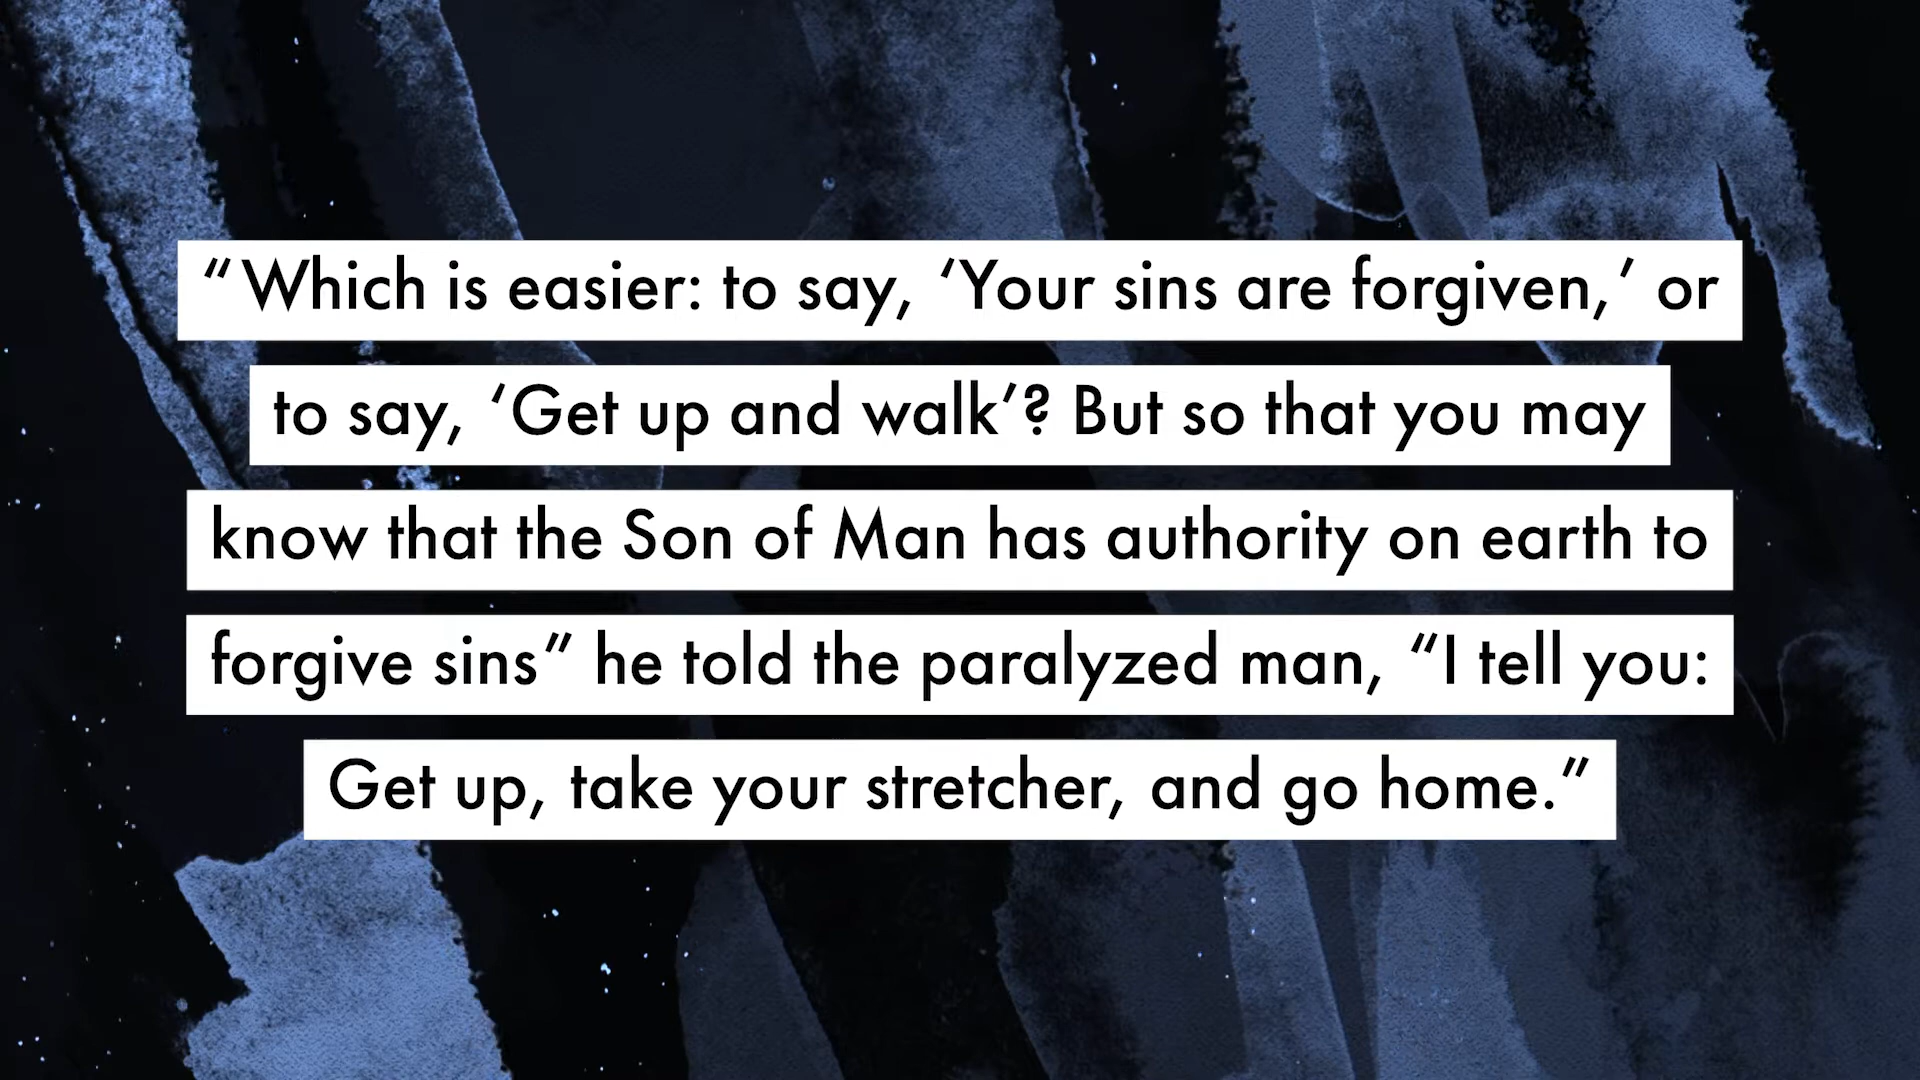 “Which is easier: to say, ‘Your sins are forgiven,’ or
to say, ‘Get up and walk’? But so that you may
know that the Son of Man has authority on earth to
forgive sins” he told the paralyzed man, “I tell you:
Get up, take your stretcher, and go home.”